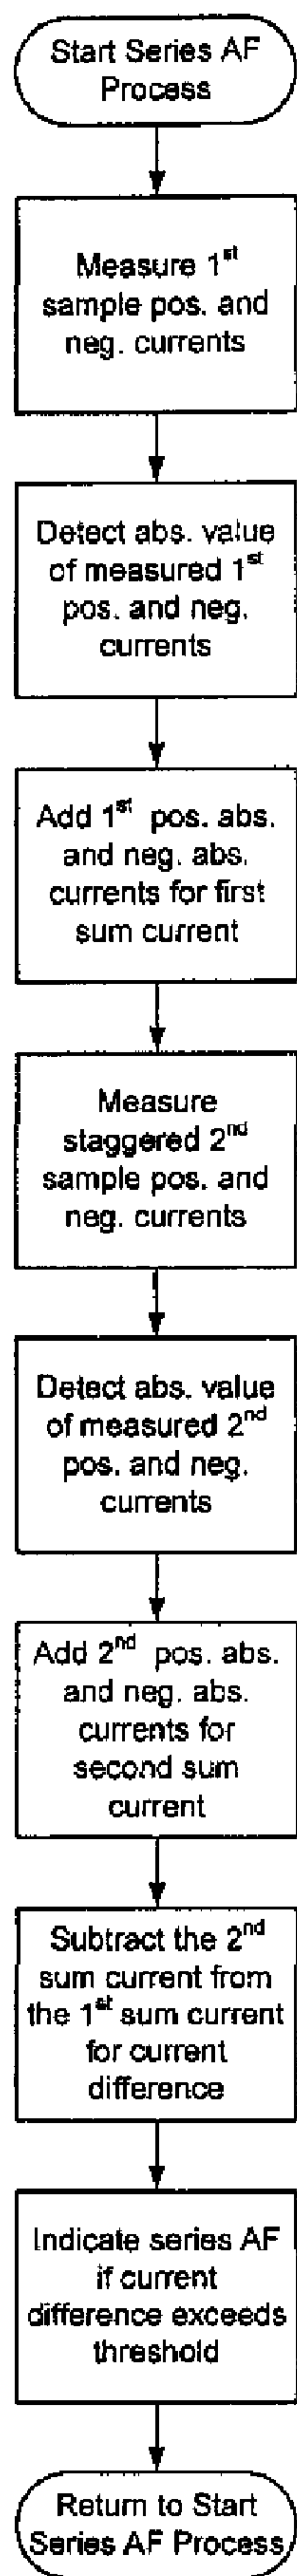 Start Series AF
Process
Measure 1st
sample pos. and
neg. currents
Detect abs. value
of measured 1st
pos. and neg.
currents
Add 1st pos. abs.
and neg. abs.
currents for first
sum current
Measure
staggered 2nd
sample pos. and
neg. currents
Detect abs. value
of measured 2nd
pos. and neg.
currents
Add 2nd pos. abs.
and neg. abs.
currents for
second sum
current
Subtract the 2nd
sum current from
the 1st sum current
for current
difference
Indicate series AF
if current
difference exceeds
threshold
Return to Start
Series AF Process